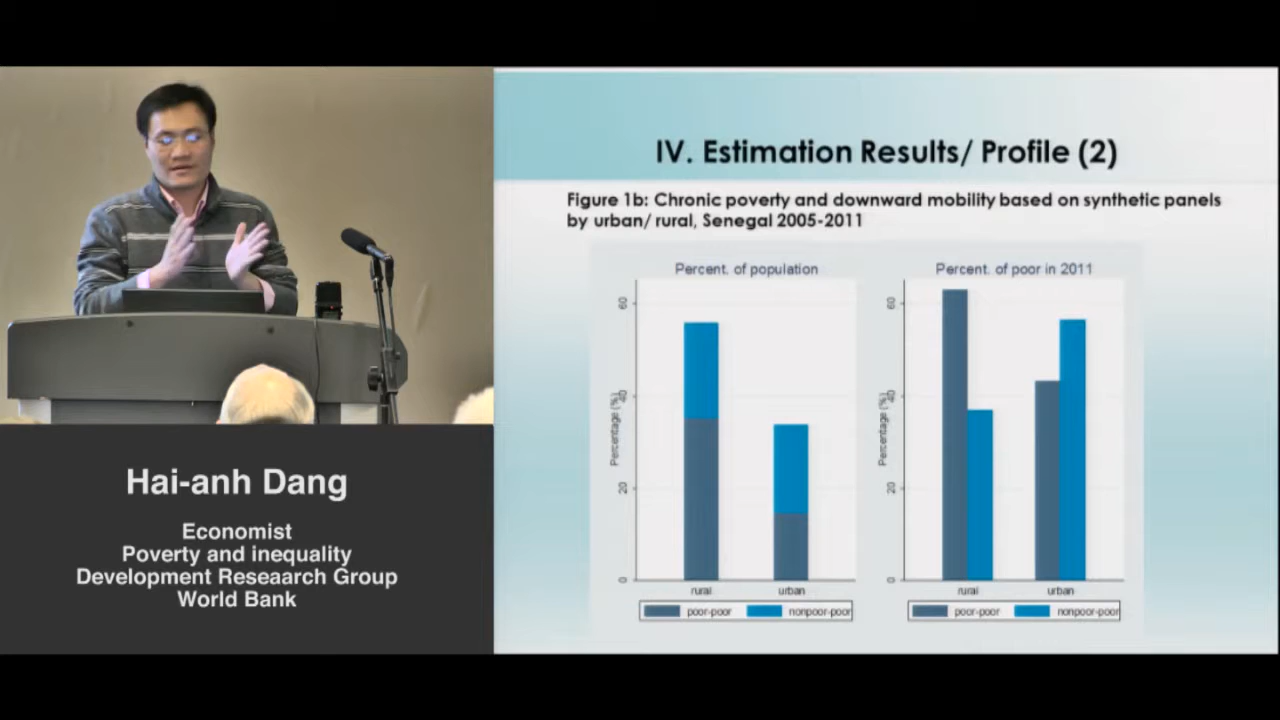 IV. Estimation Results/ Profile (2)
Figure 1b: Chronic poverty and downward mobility based on synthetic panels
by urban/ rural, Senegal 2005-2011
Percent. of population
Percentage (%)
60
40
20
0
rural
urban
poor-poor
nonpoor-poor
Percent. of poor in 2011
Percentage (%)
60
40
20
0
rural
urban
poor-poor
nonpoor-poor
Hai-anh Dang
Economist
Poverty and inequality
Development Reseaarch Group
World Bank